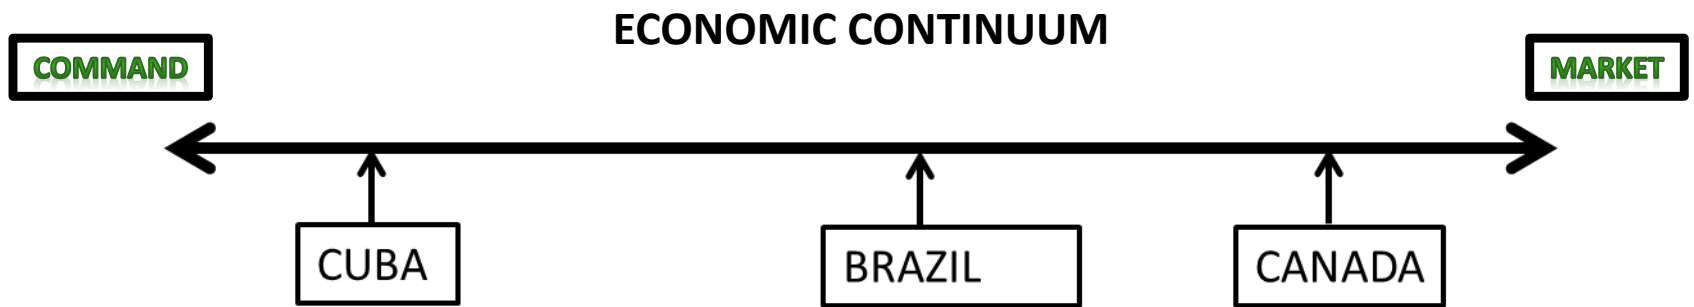 ECONOMIC CONTINUUM
COMMAND
MARKET
CUBA
BRAZIL
CANADA